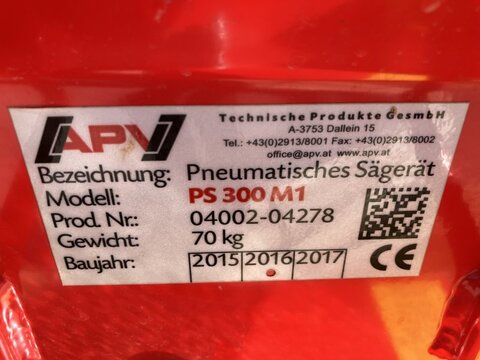 APV
Technische Produkte GesmbH
A-3753 Dallein 15
Tel.: +43(0)2913/8001 Fax: +43(0)2913/8002
office@apv.at www.apv.at
Bezeichnung: Pneumatisches Sägerät
Modell: PS 300 M1
Prod. Nr.: 04002-04278
Gewicht: 70 kg
Baujahr: 2015 2016 2017
CE